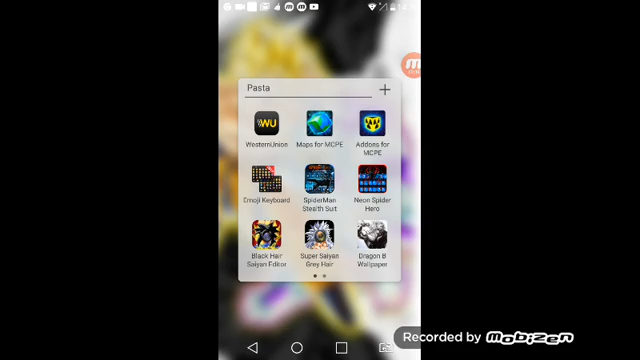 Pasta
WU
WesternUnion
Maps for MCPE
Addons for
MCPE
Emoji Keyboard
SpiderMan
Stealth Suit
Neon Spider
Hero
Black Hair
Saiyan Editor
Super Saiyan
Grey Hair
Dragon B
Wallpaper
Recorded by Mobizen